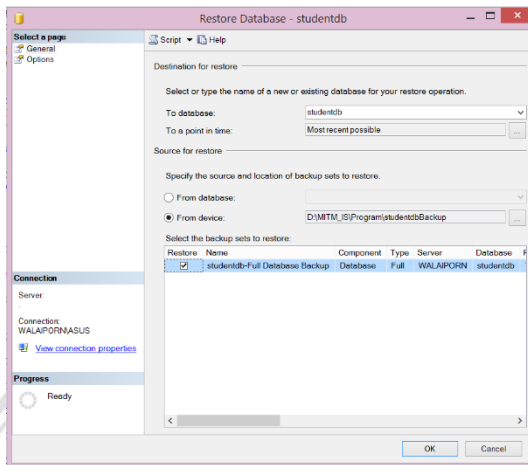 Restore Database - studentdb
Select a page
General
Options
Script Help
Destination for restore
Select or type the name of a new or existing database for your restore operation.
To database: studentdb
To a point in time: Most recent possible ...
Source for restore
Specify the source and location of backup sets to restore.
From database:
From device: D:\MITM_IS\Program\studentdbBackup ...
Select the backup sets to restore:
Restore Name Component Type Server Database
studentdb-Full Database Backup Database Full WALAIPORN studentdb
Connection
Server:
.
Connection:
WALAIPORN\ASUS
View connection properties
Progress
Ready
OK Cancel